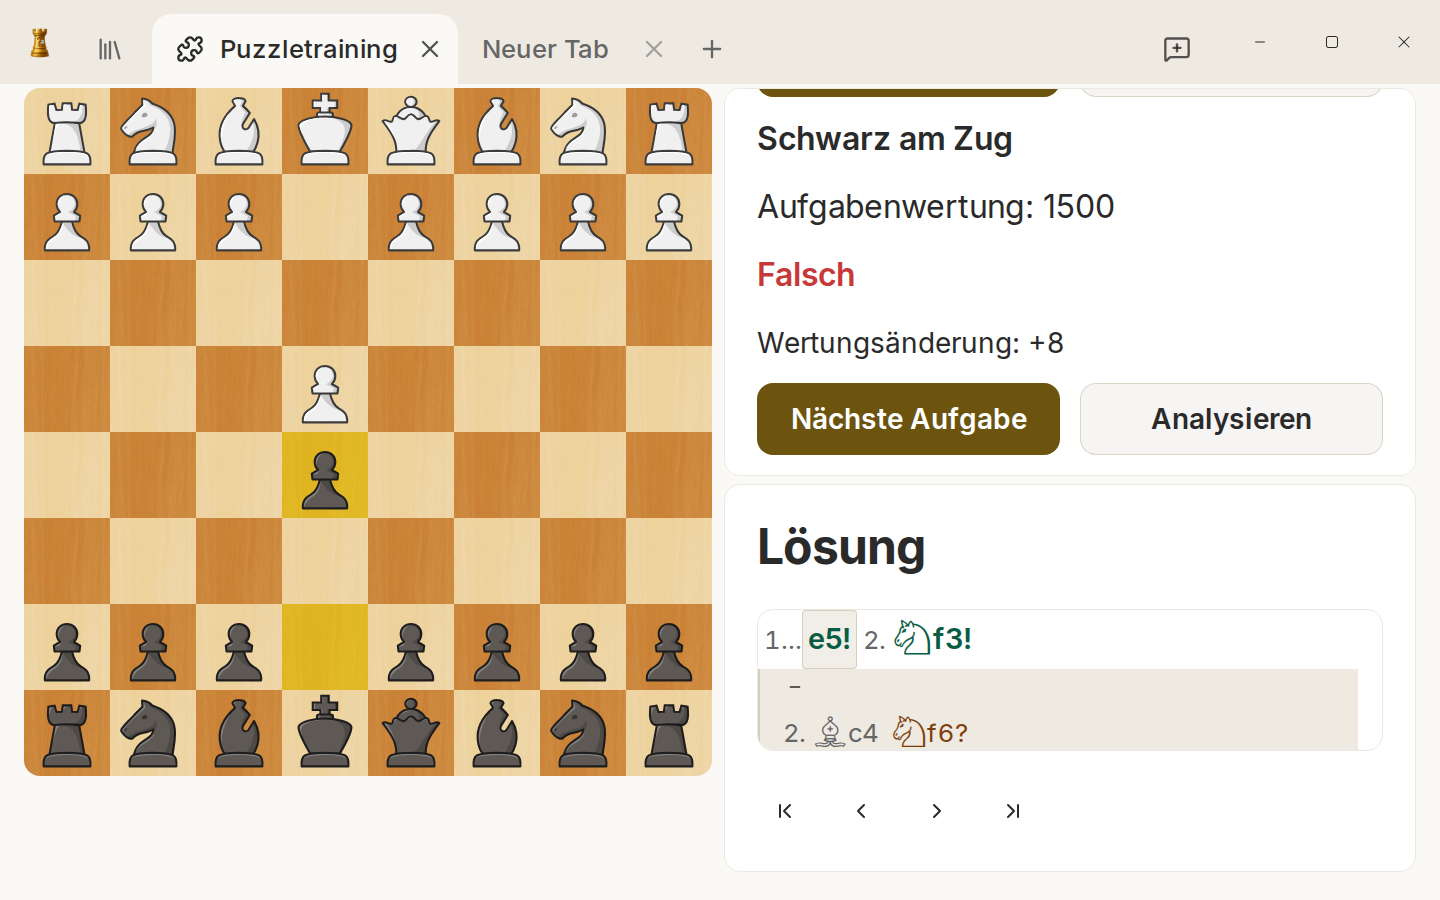 Puzzletraining
Neuer Tab
Schwarz am Zug
Aufgabenwertung: 1500
Falsch
Wertungsänderung: +8
Nächste Aufgabe
Analysieren
Lösung
1... e5! 2. ♘f3!
–
2. ♗c4 ♘f6?